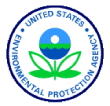 UNITED STATES
ENVIRONMENTAL PROTECTION AGENCY